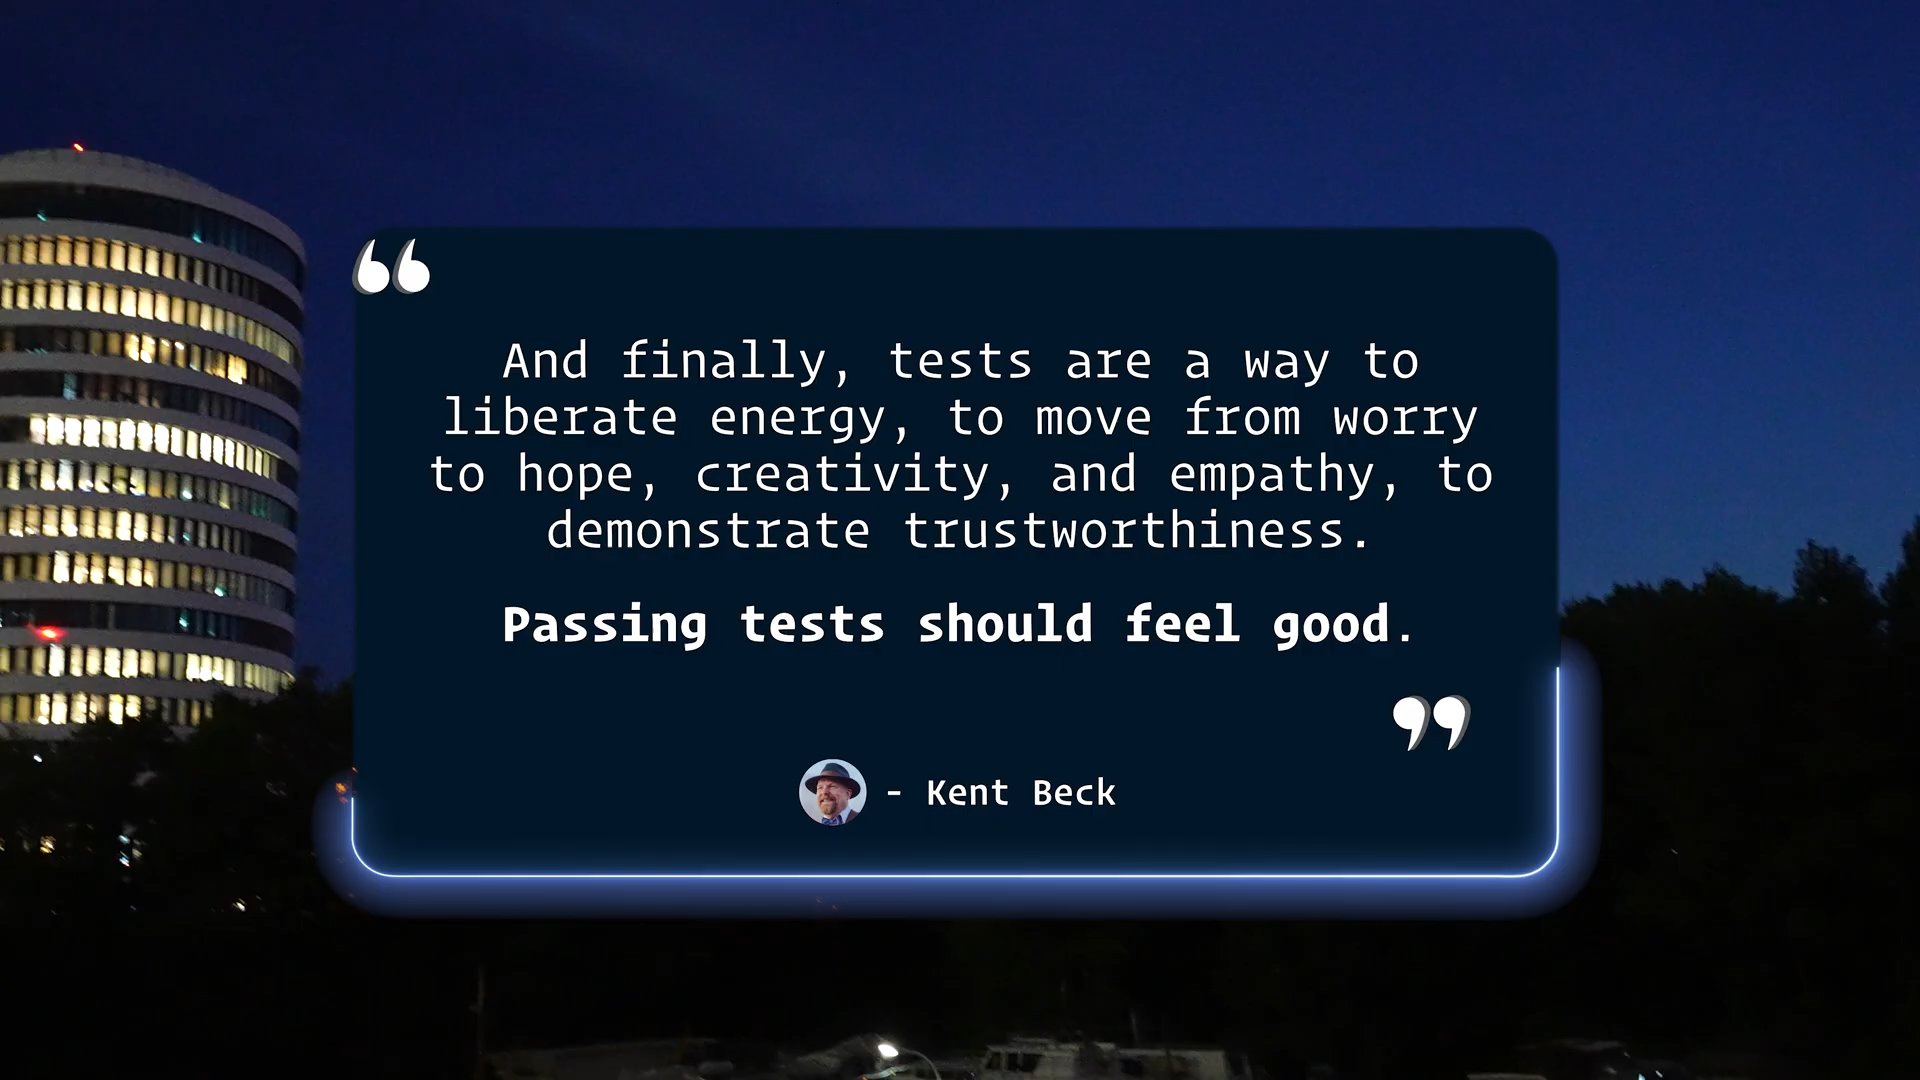 “
And finally, tests are a way to
liberate energy, to move from worry
to hope, creativity, and empathy, to
demonstrate trustworthiness.
Passing tests should feel good.
”
- Kent Beck